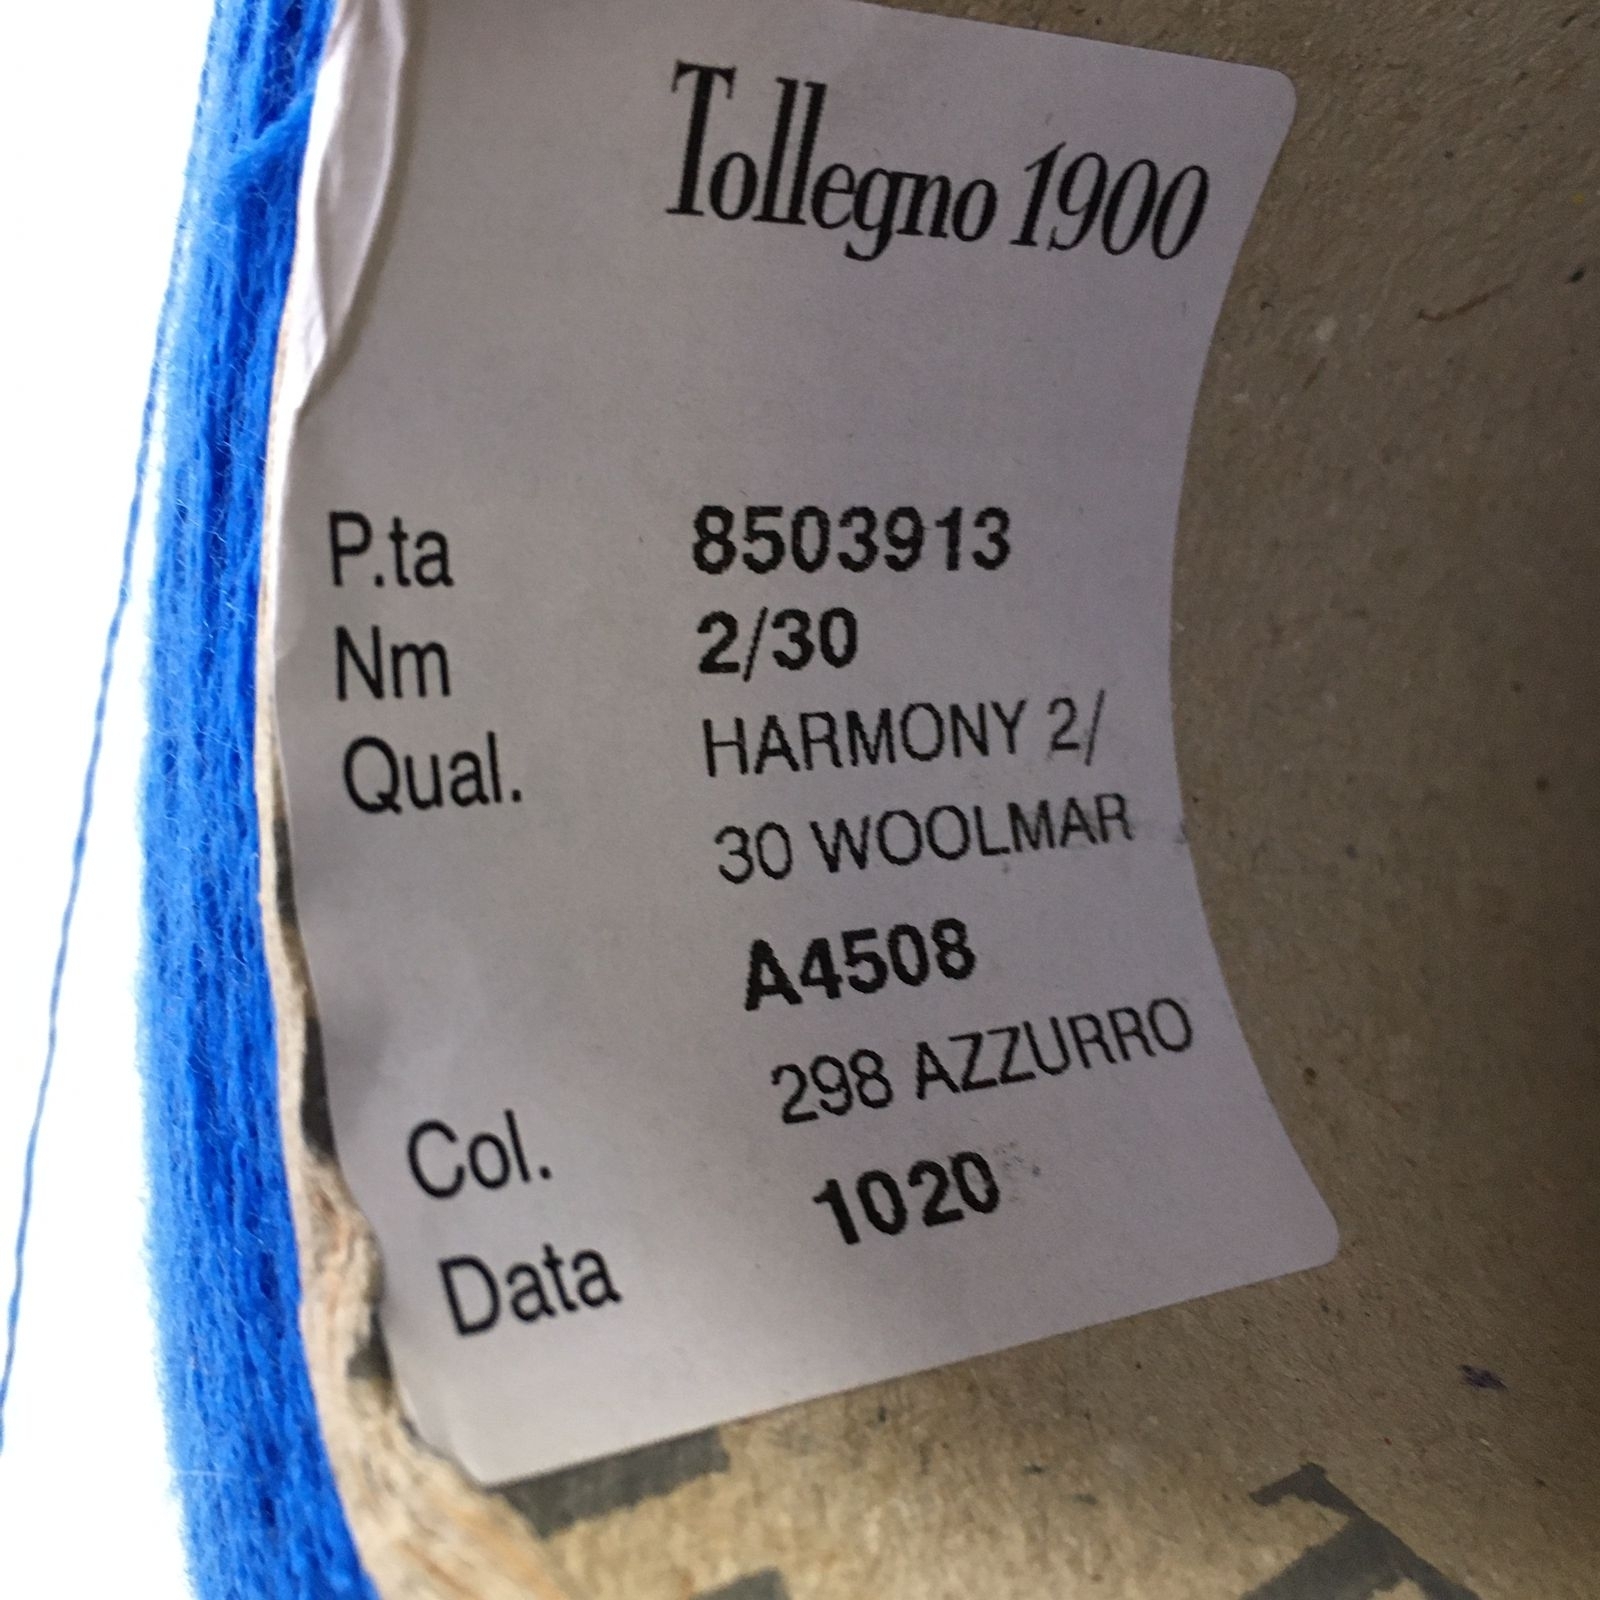 Tollegno 1900
P.ta 8503913
Nm 2/30
Qual. HARMONY 2/
30 WOOLMAR
A4508
Col. 298 AZZURRO
Data 1020